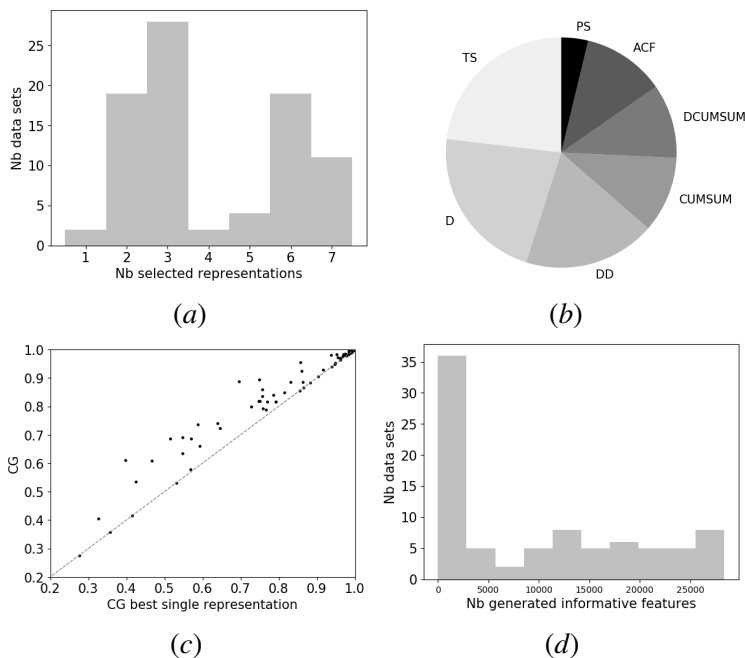 25
20
15
10
5
0
Nb data sets
1 2 3 4 5 6 7
Nb selected representations
(a)
PS
ACF
DCUMSUM
CUMSUM
DD
D
TS
(b)
1.0
0.9
0.8
0.7
0.6
0.5
0.4
0.3
0.2
CG
0.2 0.3 0.4 0.5 0.6 0.7 0.8 0.9 1.0
CG best single representation
(c)
35
30
25
20
15
10
5
0
Nb data sets
0 5000 10000 15000 20000 25000
Nb generated informative features
(d)